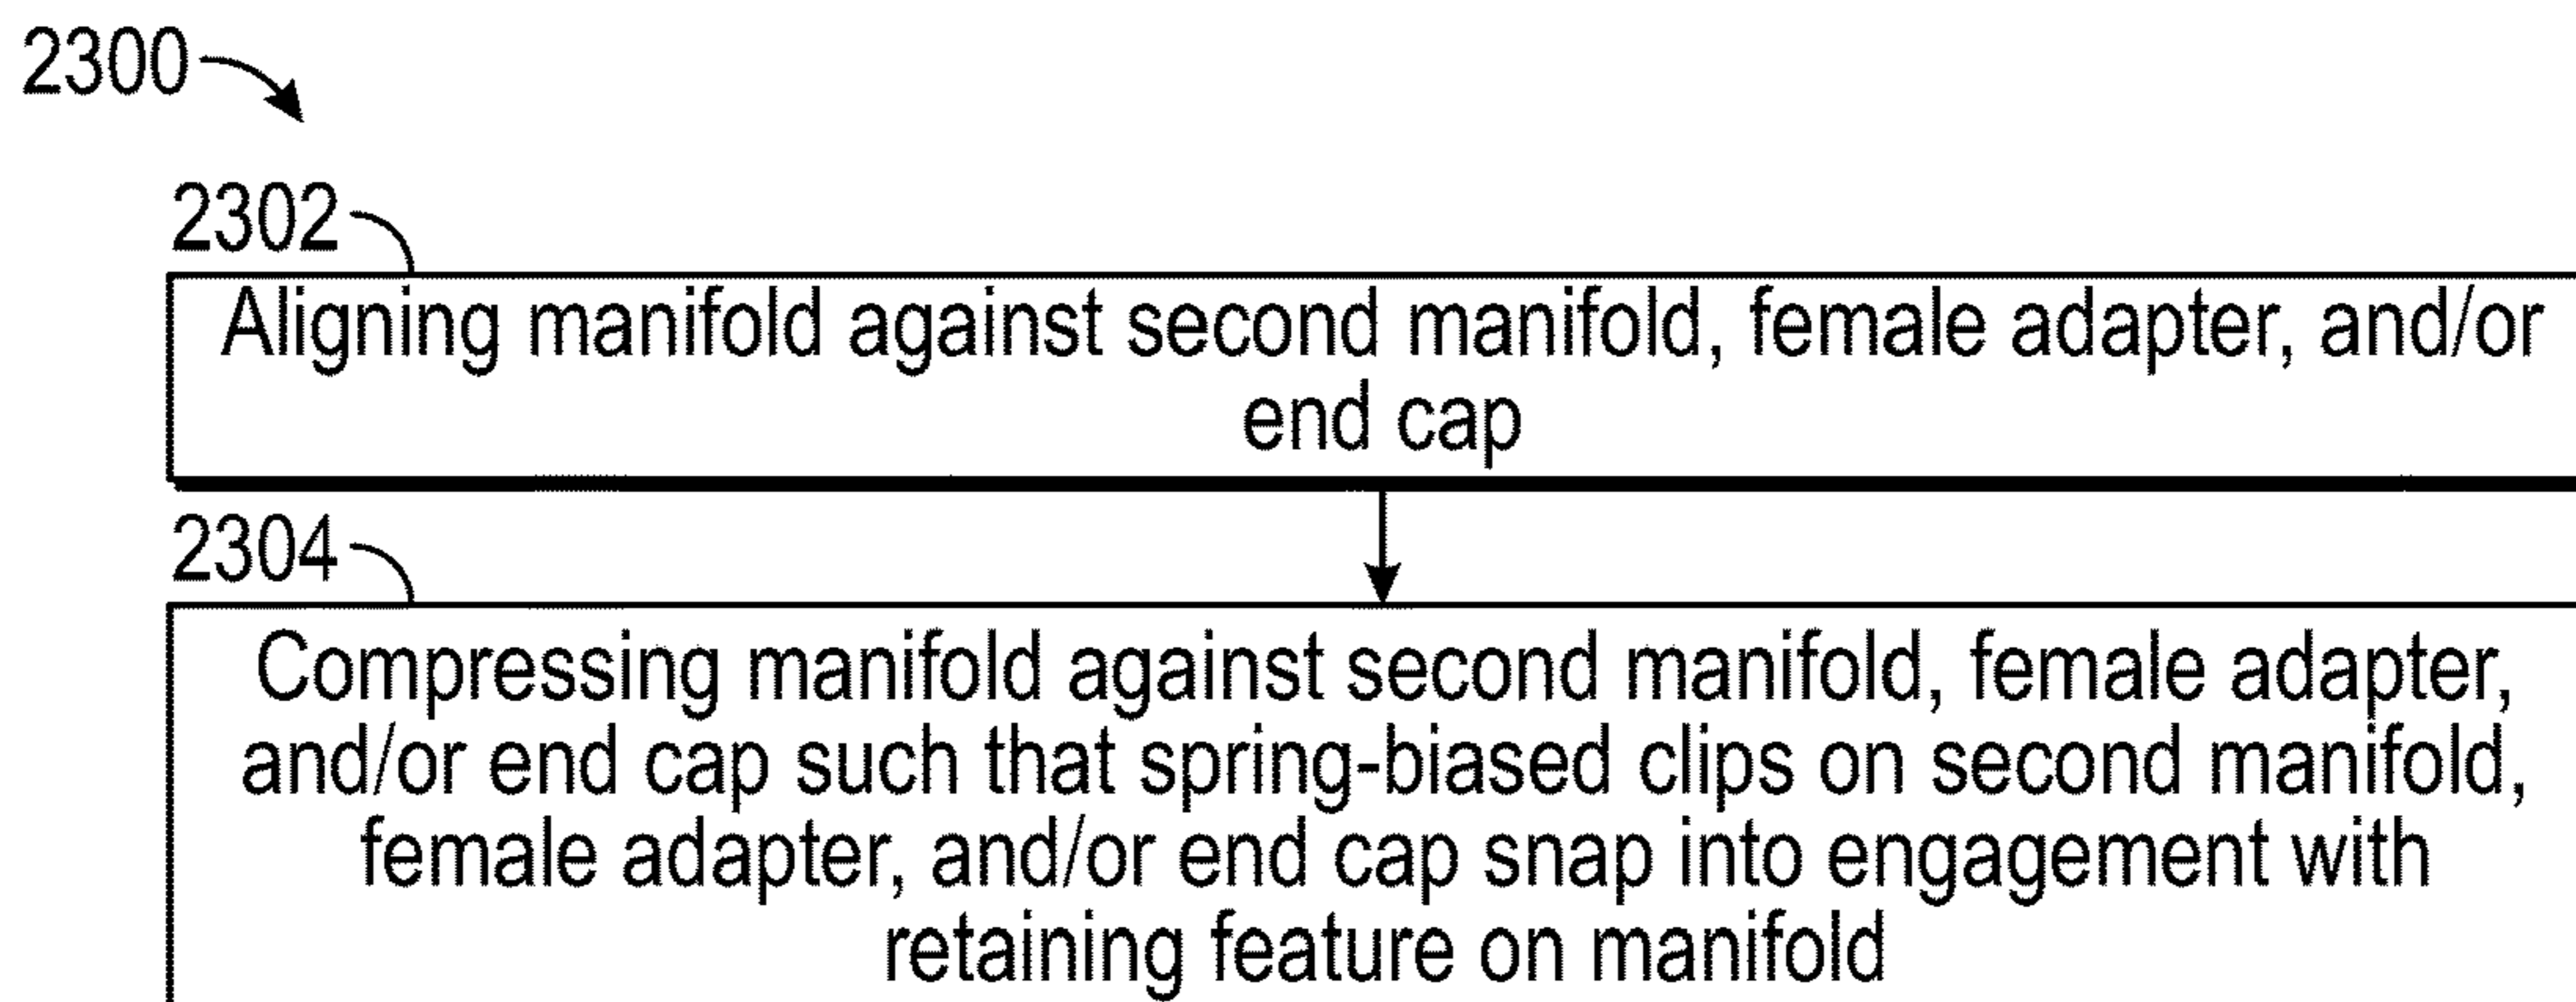 2300
2302
Aligning manifold against second manifold, female adapter, and/or
end cap
2304
Compressing manifold against second manifold, female adapter,
and/or end cap such that spring-biased clips on second manifold,
female adapter, and/or end cap snap into engagement with
retaining feature on manifold